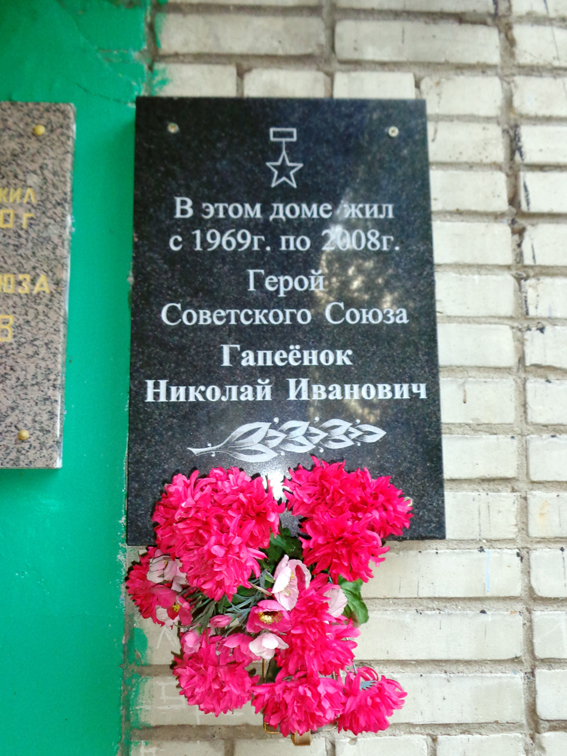 В этом доме жил
с 1969г. по 2008г.
Герой
Советского Союза
Гапеёнок
Николай Иванович